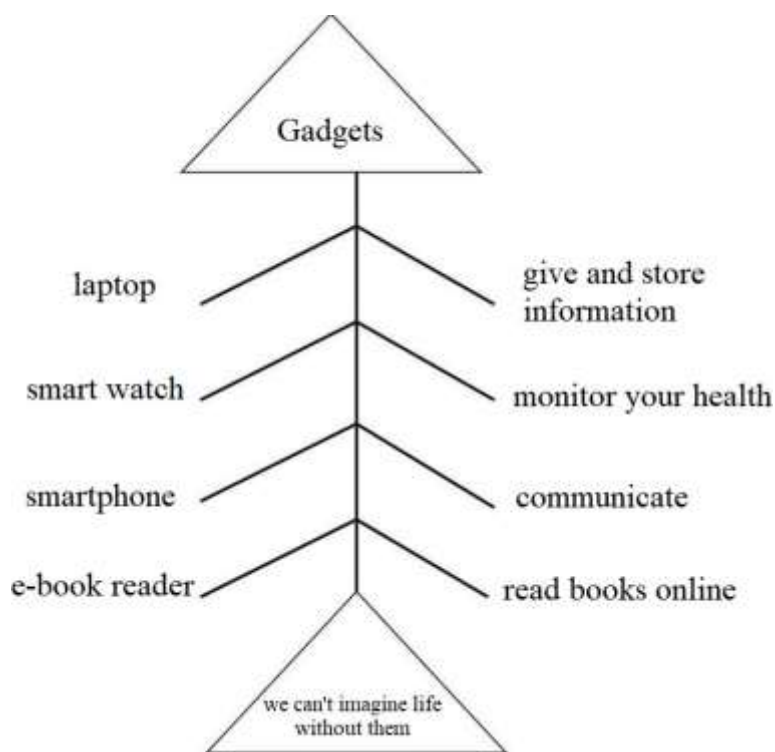 Gadgets
laptop
give and store
information
smart watch
monitor your health
smartphone
communicate
e-book reader
read books online
we can't imagine life
without them